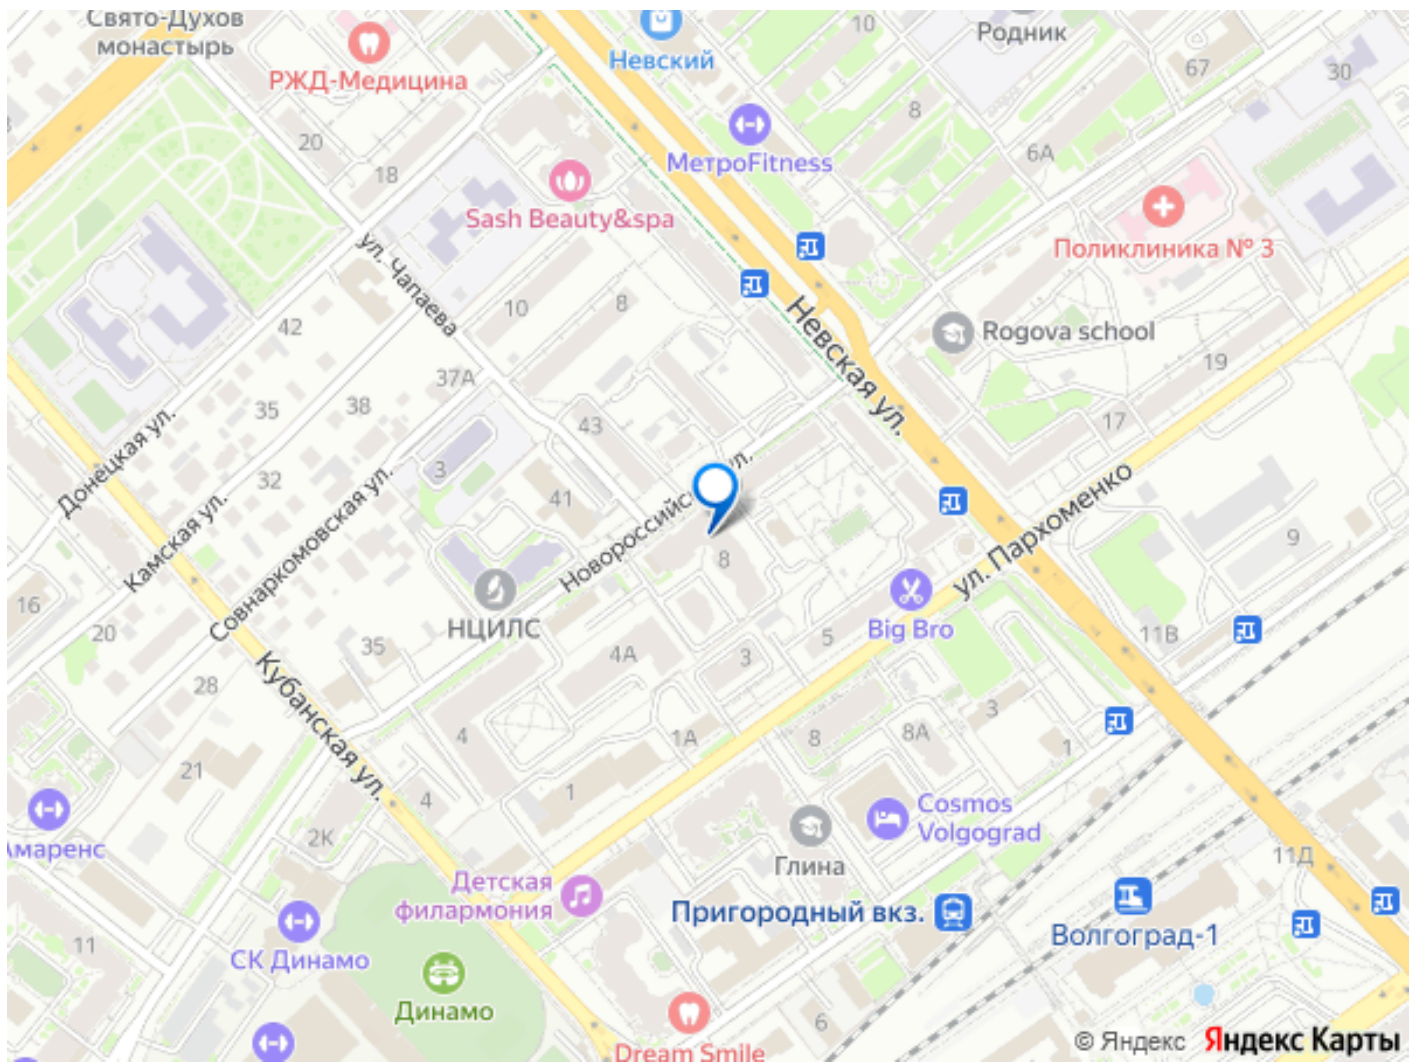 Свято-Духов
монастырь
РЖД-Медицина
Невский
10
Родник
67
30
20
18
МетроFitness
8
6А
Sash Beauty&spa
Поликлиника № 3
ул. Чапаева
10
8
42
Невская ул.
Rogova school
19
37А
35
38
43
17
Донецкая ул.
32
3
41
Новороссийс
ул.
ул. Пархоменко
9
Камская ул.
Совнаркомовская ул.
8
16
20
НЦИЛС
Big Bro
5
11В
35
4А
3
28
Кубанская ул.
4
1А
8
8А
3
1
21
4
1
2К
Амаренс
Cosmos
Volgograd
Глина
11Д
Детская
филармония
Пригородный вкз.
Волгоград-1
11
СК Динамо
Динамо
6
Dream Smile
© Яндекс Яндекс Карты